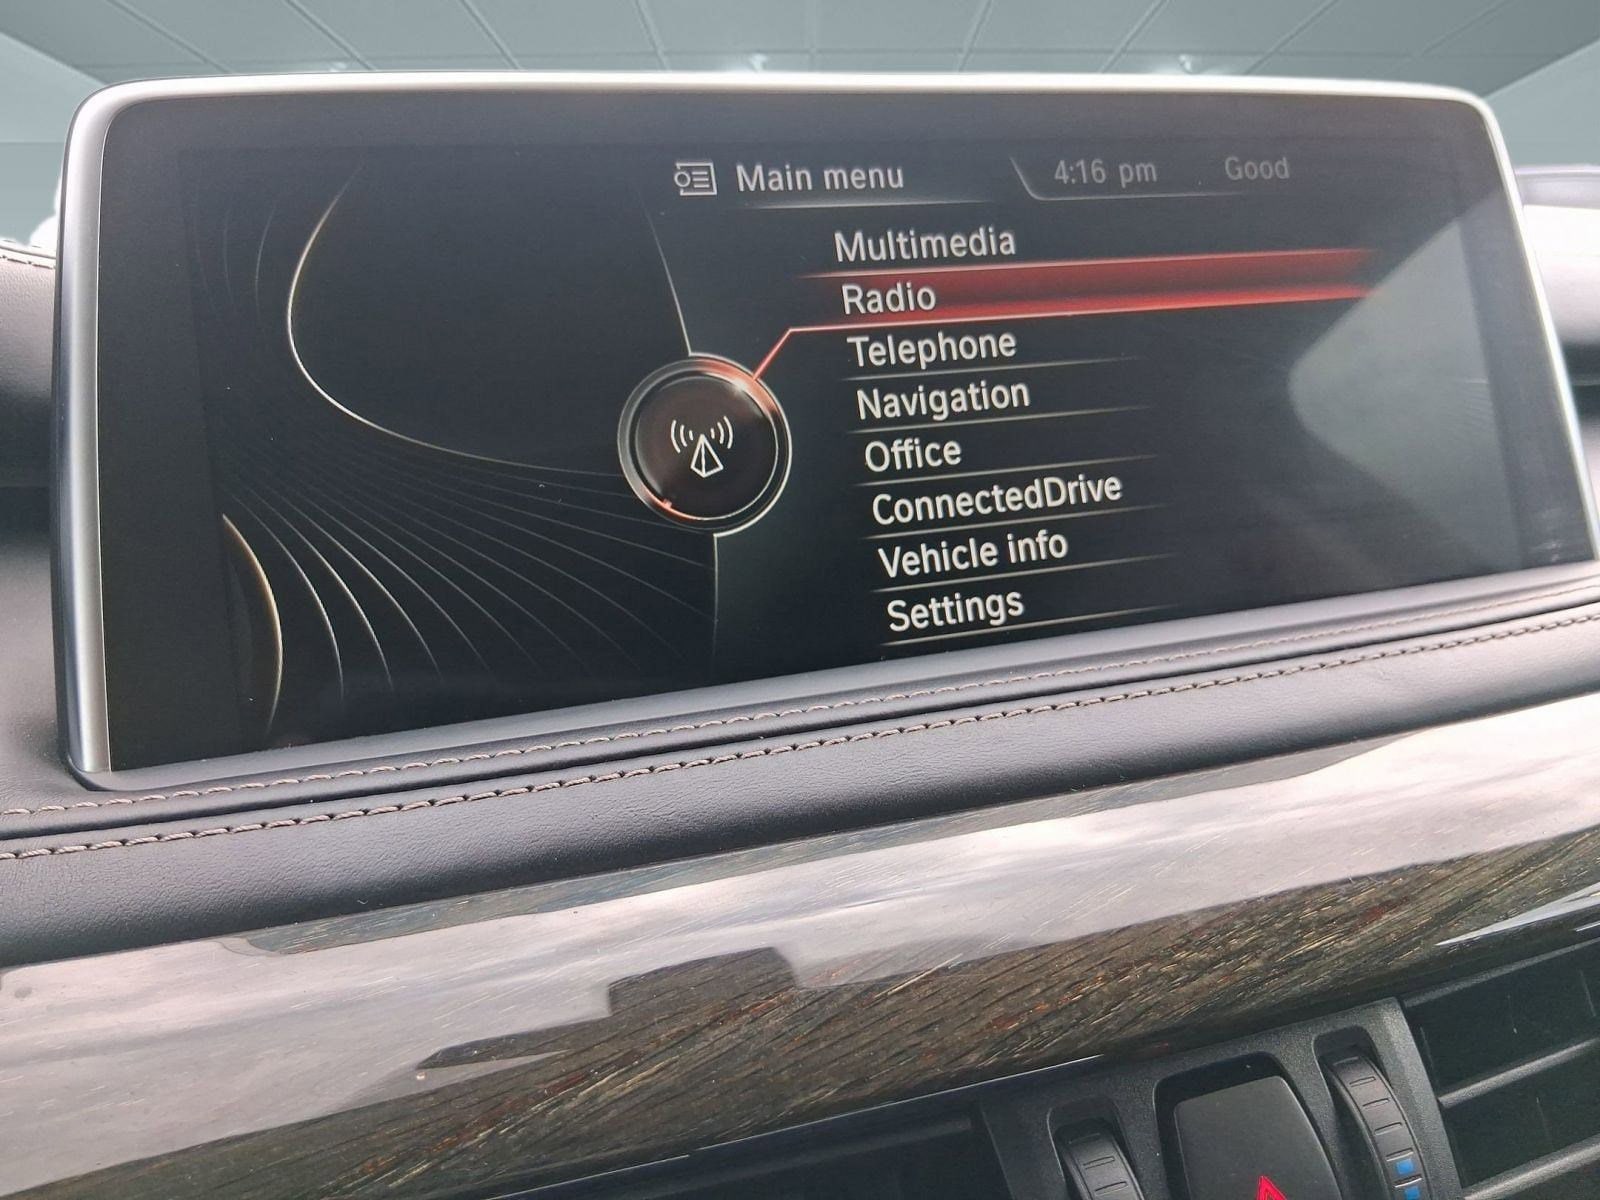 Main menu
4:16 pm
Good
Multimedia
Radio
Telephone
Navigation
Office
ConnectedDrive
Vehicle info
Settings